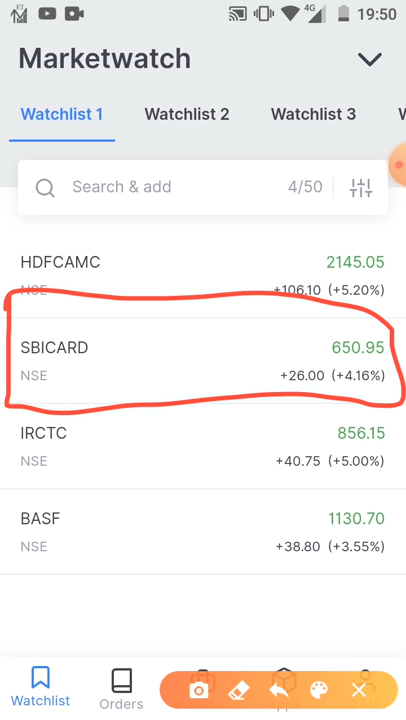 ET
M
4G
19:50
Marketwatch
Watchlist 1 Watchlist 2 Watchlist 3
Search & add 4/50
HDFCAMC 2145.05
NSE +106.10 (+5.20%)
SBICARD 650.95
NSE +26.00 (+4.16%)
IRCTC 856.15
NSE +40.75 (+5.00%)
BASF 1130.70
NSE +38.80 (+3.55%)
Watchlist Orders